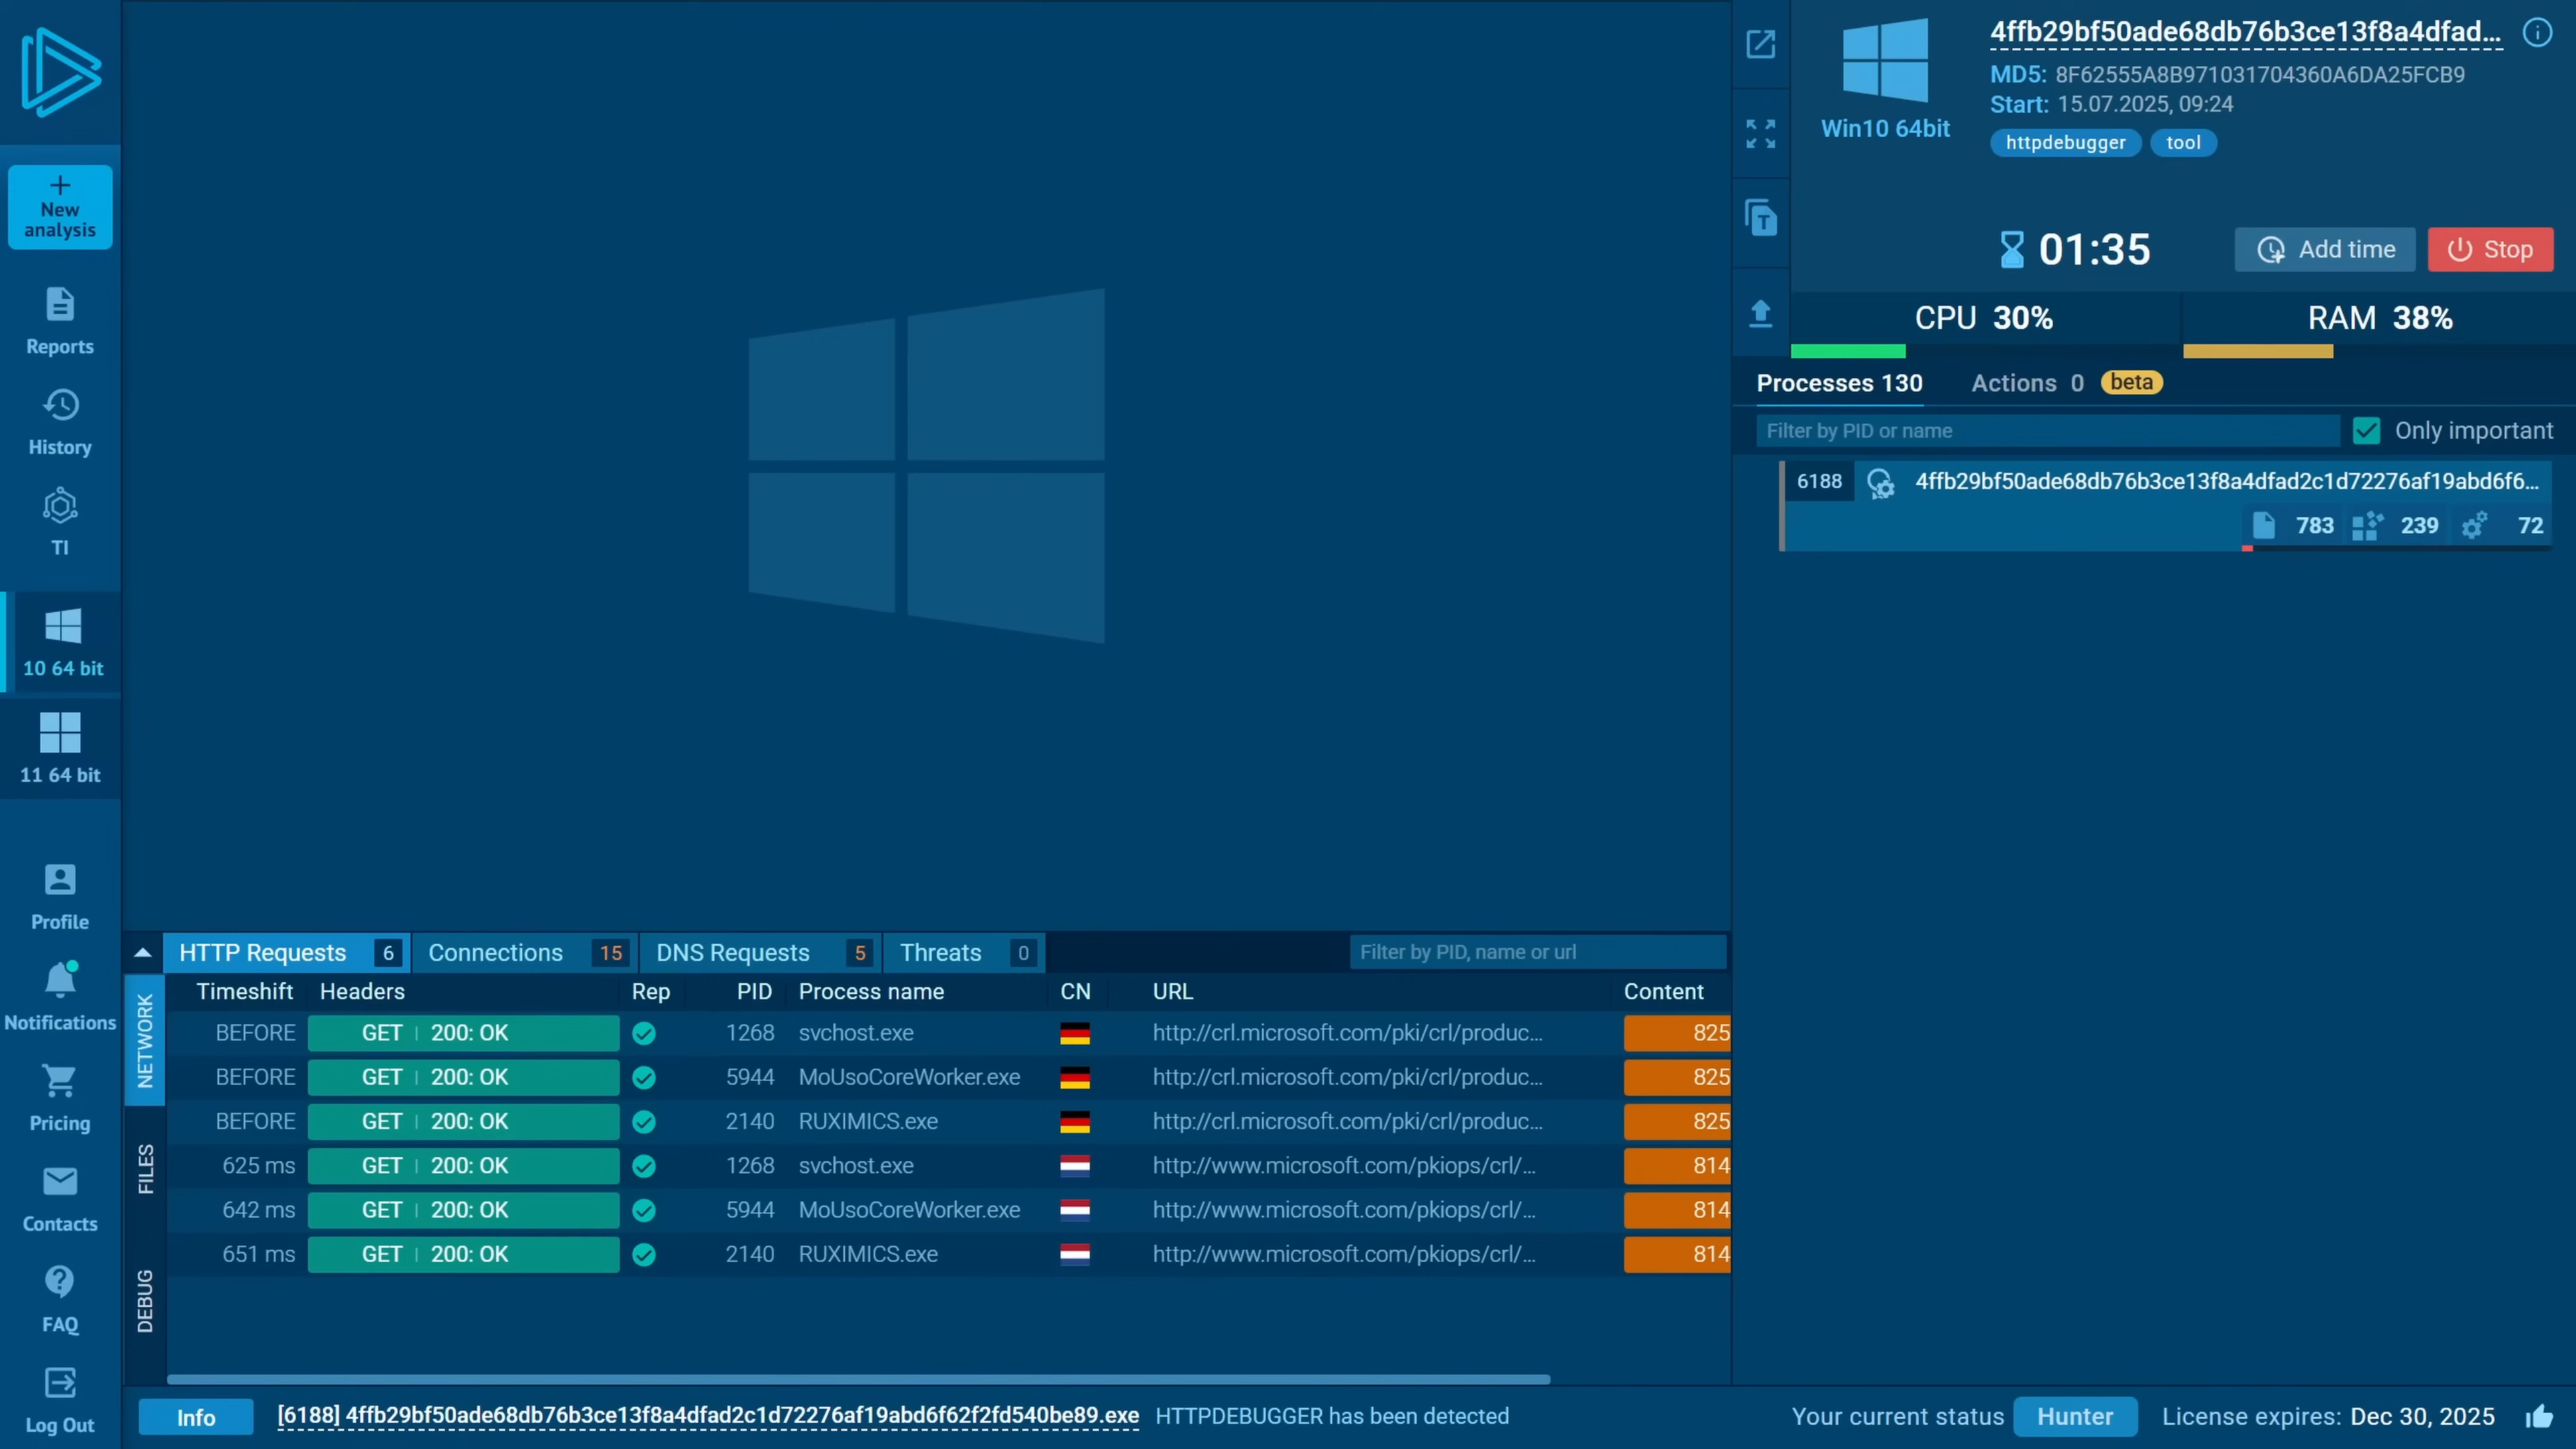 New
analysis
Reports
History
TI
10 64 bit
11 64 bit
Profile
Notifications
Pricing
Contacts
FAQ
Log Out
Win10 64bit
4ffb29bf50ade68db76b3ce13f8a4dfad...
MD5: 8F62555A8B971031704360A6DA25FCB9
Start: 15.07.2025, 09:24
httpdebugger tool
01:35 Add time Stop
CPU 30% RAM 38%
Processes 130 Actions 0 beta
Filter by PID or name Only important
6188 4ffb29bf50ade68db76b3ce13f8a4dfad2c1d72276af19abd6f6...
783 239 72
HTTP Requests 6 Connections 15 DNS Requests 5 Threats 0 Filter by PID, name or url
NETWORK
FILES
DEBUG
Timeshift Headers Rep PID Process name CN URL Content
BEFORE GET 200: OK 1268 svchost.exe http://crl.microsoft.com/pki/crl/produc... 825
BEFORE GET 200: OK 5944 MoUsoCoreWorker.exe http://crl.microsoft.com/pki/crl/produc... 825
BEFORE GET 200: OK 2140 RUXIMICS.exe http://crl.microsoft.com/pki/crl/produc... 825
625 ms GET 200: OK 1268 svchost.exe http://www.microsoft.com/pkiops/crl/... 814
642 ms GET 200: OK 5944 MoUsoCoreWorker.exe http://www.microsoft.com/pkiops/crl/... 814
651 ms GET 200: OK 2140 RUXIMICS.exe http://www.microsoft.com/pkiops/crl/... 814
Info [6188] 4ffb29bf50ade68db76b3ce13f8a4dfad2c1d72276af19abd6f62f2fd540be89.exe HTTPDEBUGGER has been detected
Your current status Hunter License expires: Dec 30, 2025